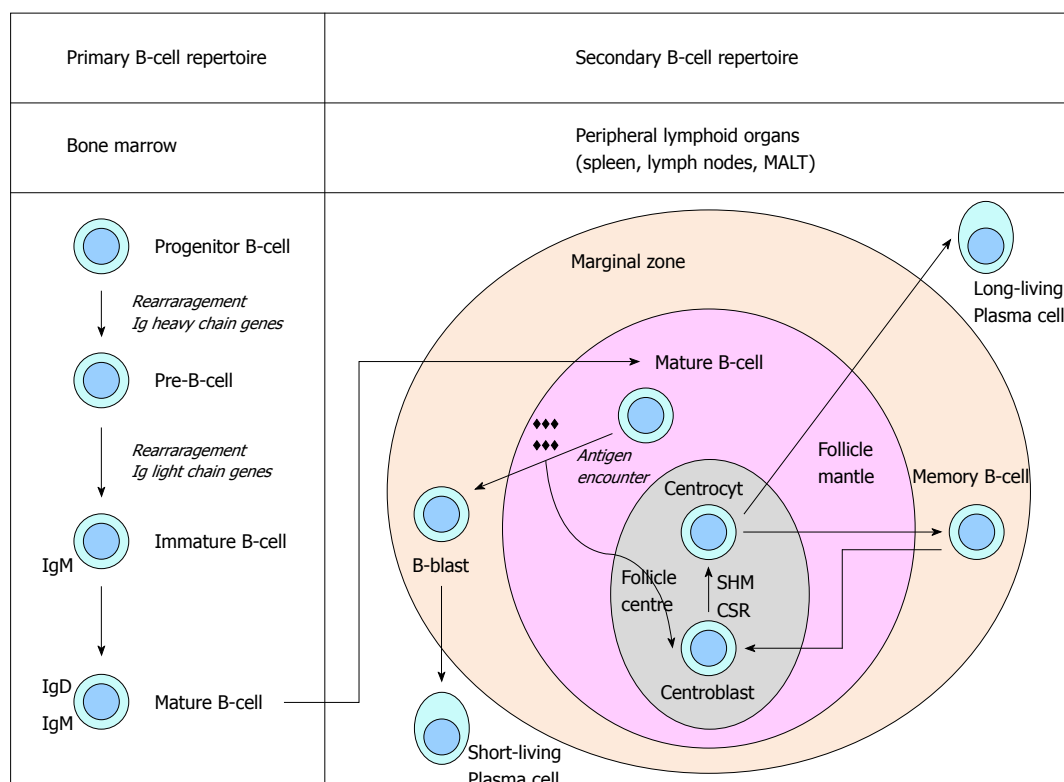 Primary B-cell repertoire
Secondary B-cell repertoire
Bone marrow
Peripheral lymphoid organs
(spleen, lymph nodes, MALT)
Progenitor B-cell
Rearraragement
Ig heavy chain genes
Pre-B-cell
Rearraragement
Ig light chain genes
Immature B-cell
IgM
IgD
IgM
Mature B-cell
Marginal zone
Long-living
Plasma cell
Mature B-cell
Antigen
encounter
Follicle
mantle
Memory B-cell
Centrocyt
B-blast
Follicle
centre
SHM
CSR
Centroblast
Short-living
Plasma cell